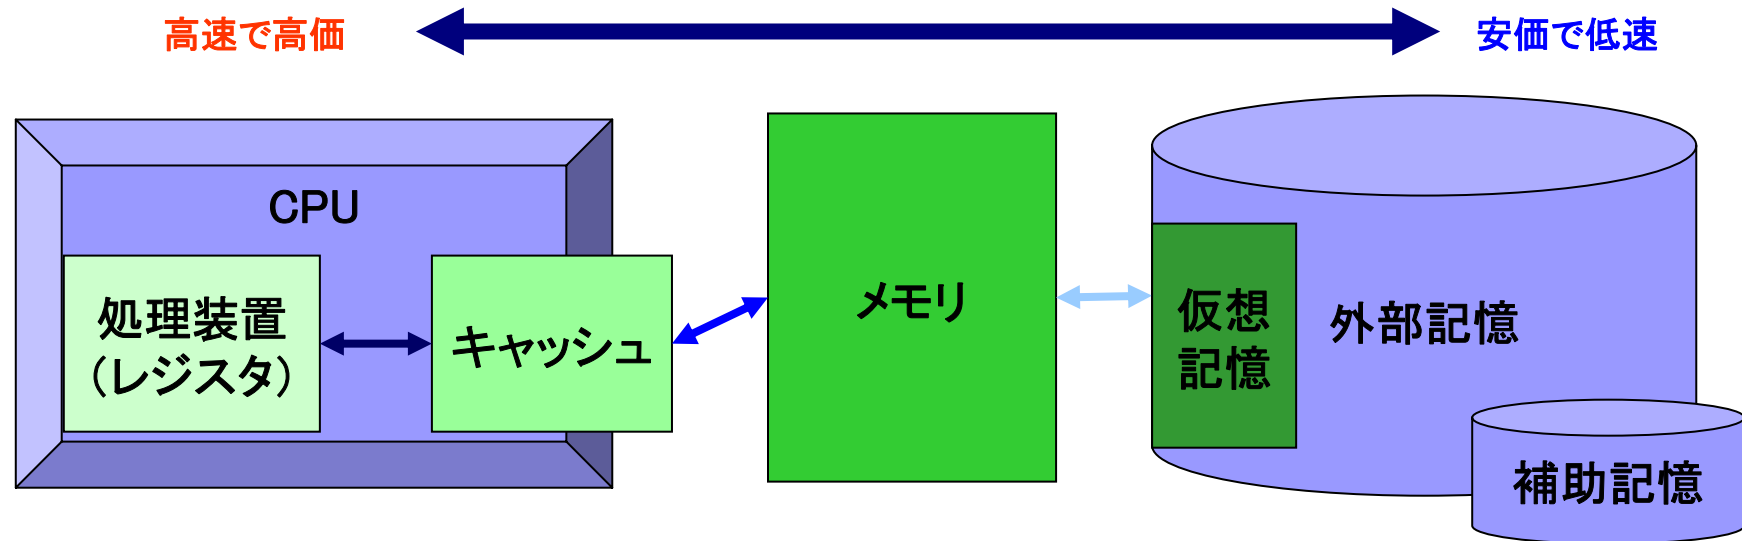 高速で高価
安価で低速
CPU
処理装置
（レジスタ）
キャッシュ
メモリ
仮想
記憶
外部記憶
補助記憶